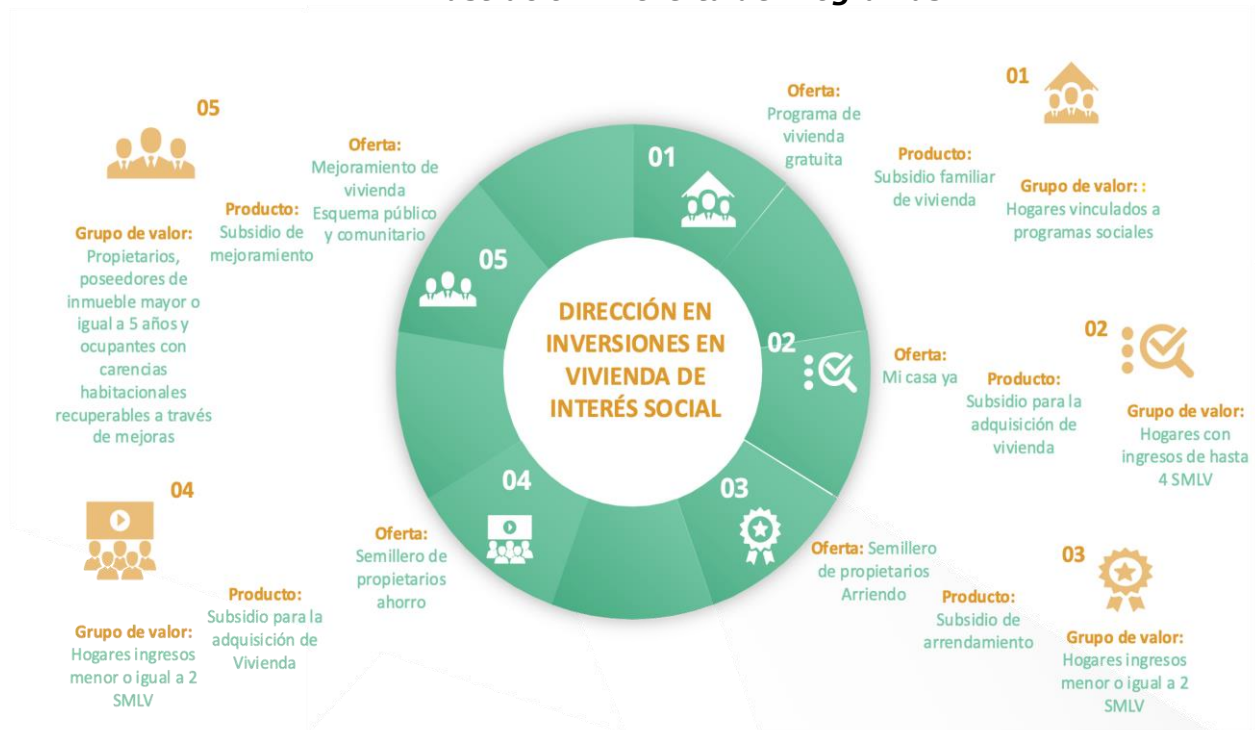 01
Oferta:
Programa de
vivienda
gratuita
Producto:
Subsidio familiar
de vivienda
Grupo de valor: :
Hogares vinculados a
programas sociales
02
Oferta:
Mi casa ya
Producto:
Subsidio para la
adquisición de
vivienda
Grupo de valor:
Hogares con
ingresos de hasta
4 SMLV
03
Oferta: Semillero
de propietarios
Arriendo
Producto:
Subsidio de
arrendamiento
Grupo de valor:
Hogares ingresos
menor o igual a 2
SMLV
04
Oferta:
Semillero de
propietarios
ahorro
Producto:
Subsidio para la
adquisición de
Vivienda
Grupo de valor:
Hogares ingresos
menor o igual a 2
SMLV
05
Oferta:
Mejoramiento de
vivienda
Esquema público
y comunitario
Producto:
Subsidio de
mejoramiento
Grupo de valor:
Propietarios,
poseedores de
inmueble mayor o
igual a 5 años y
ocupantes con
carencias
habitacionales
recuperables a través
de mejoras
01
02
03
04
05
DIRECCIÓN EN
INVERSIONES EN
VIVIENDA DE
INTERÉS SOCIAL